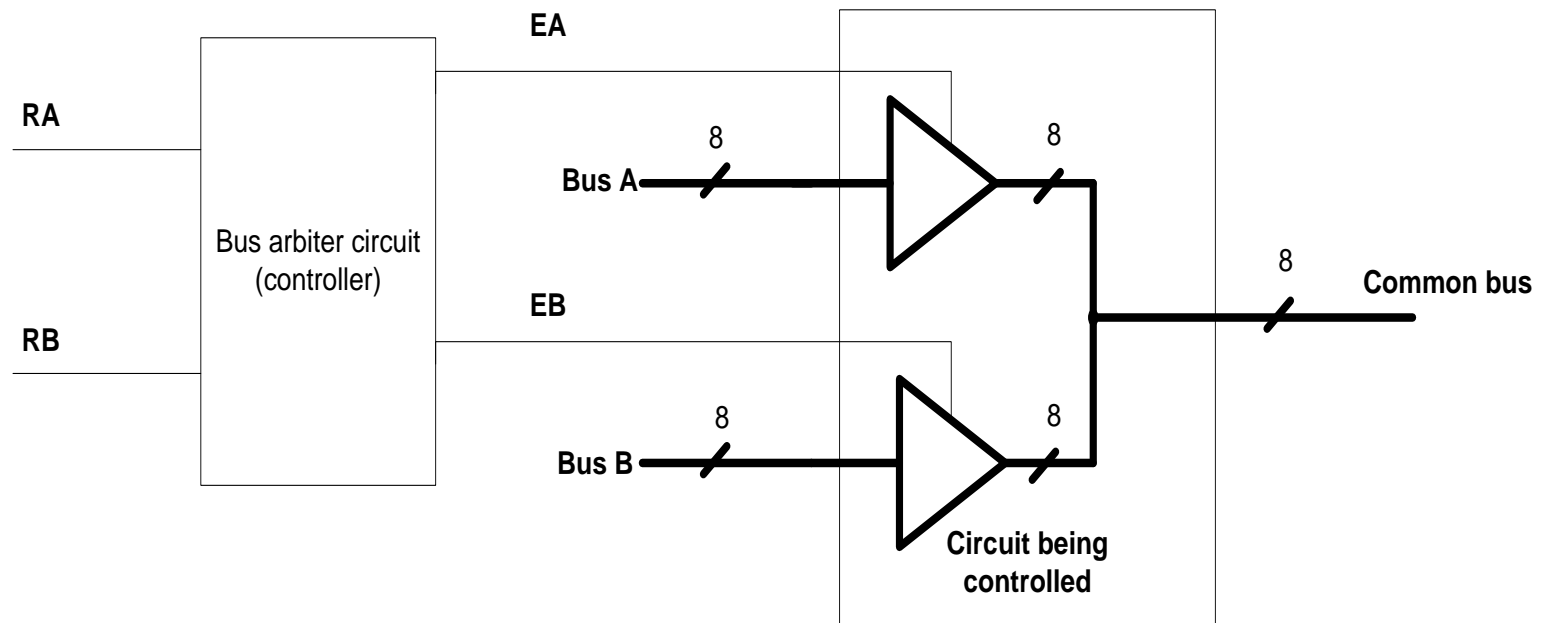 EA
RA
8
8
Bus A
Bus arbiter circuit
(controller)
8
Common bus
EB
RB
8
8
Bus B
Circuit being
controlled